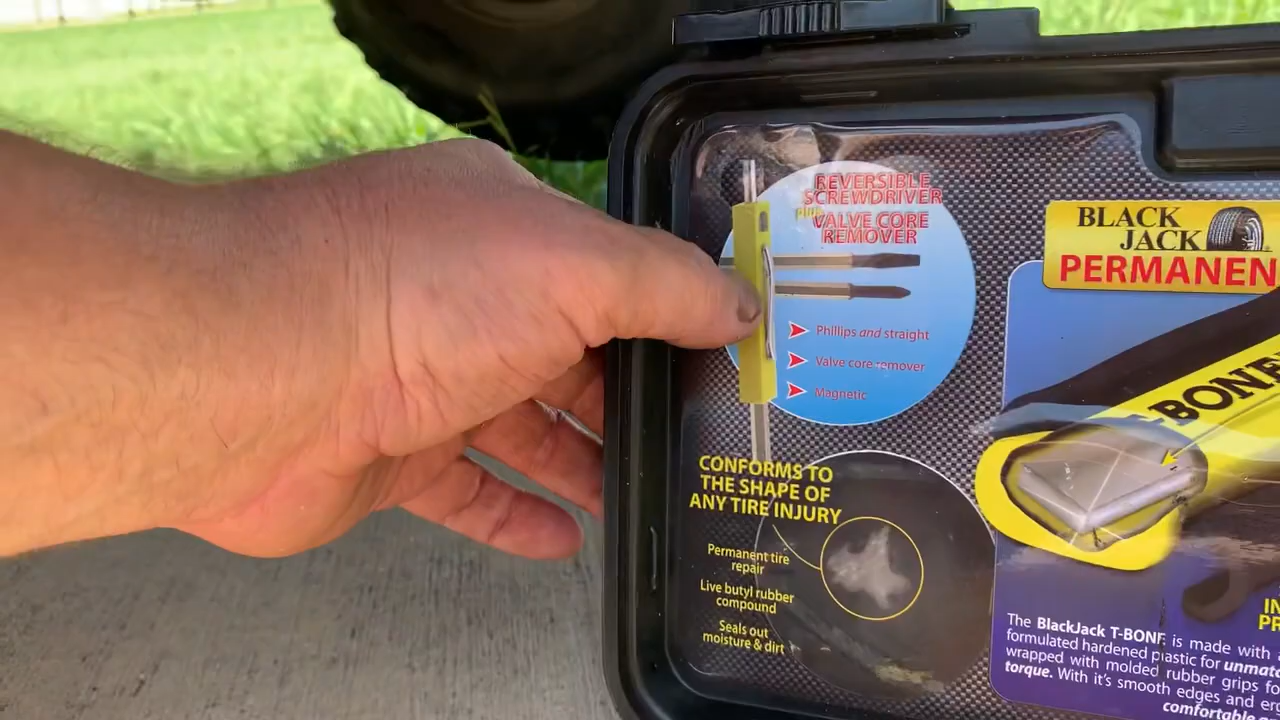 REVERSIBLE
SCREWDRIVER
PLUS
VALVE CORE
REMOVER
Phillips and straight
Valve core remover
Magnetic
CONFORMS TO
THE SHAPE OF
ANY TIRE INJURY
Permanent tire
repair
Live butyl rubber
compound
Seals out
moisture & dirt
BLACK
JACK
PERMANEN
T-BONE
IN
PR
The BlackJack T-BONE is made with
formulated hardened plastic for unmatc
wrapped with molded rubber grips fo
torque. With it's smooth edges and er
comfortable